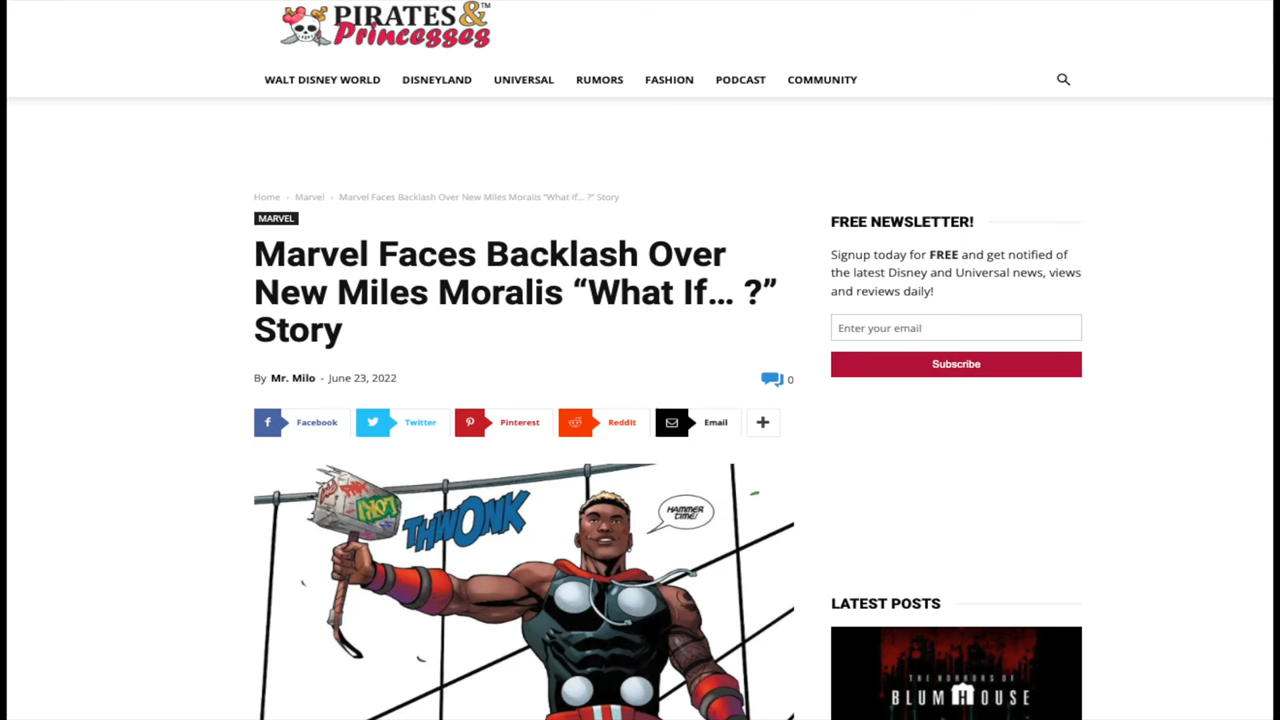 PIRATES &™
Princesses
WALT DISNEY WORLD DISNEYLAND UNIVERSAL RUMORS FASHION PODCAST COMMUNITY
Home › Marvel › Marvel Faces Backlash Over New Miles Moralis “What If… ?” Story
MARVEL
Marvel Faces Backlash Over
New Miles Moralis “What If… ?”
Story
By Mr. Milo - June 23, 2022
0
Facebook Twitter Pinterest ReddIt Email
THWONK
HAMMER
TIME!
FREE NEWSLETTER!
Signup today for FREE and get notified of
the latest Disney and Universal news, views
and reviews daily!
Enter your email
Subscribe
LATEST POSTS
THE HORRORS OF
BLUMHOUSE